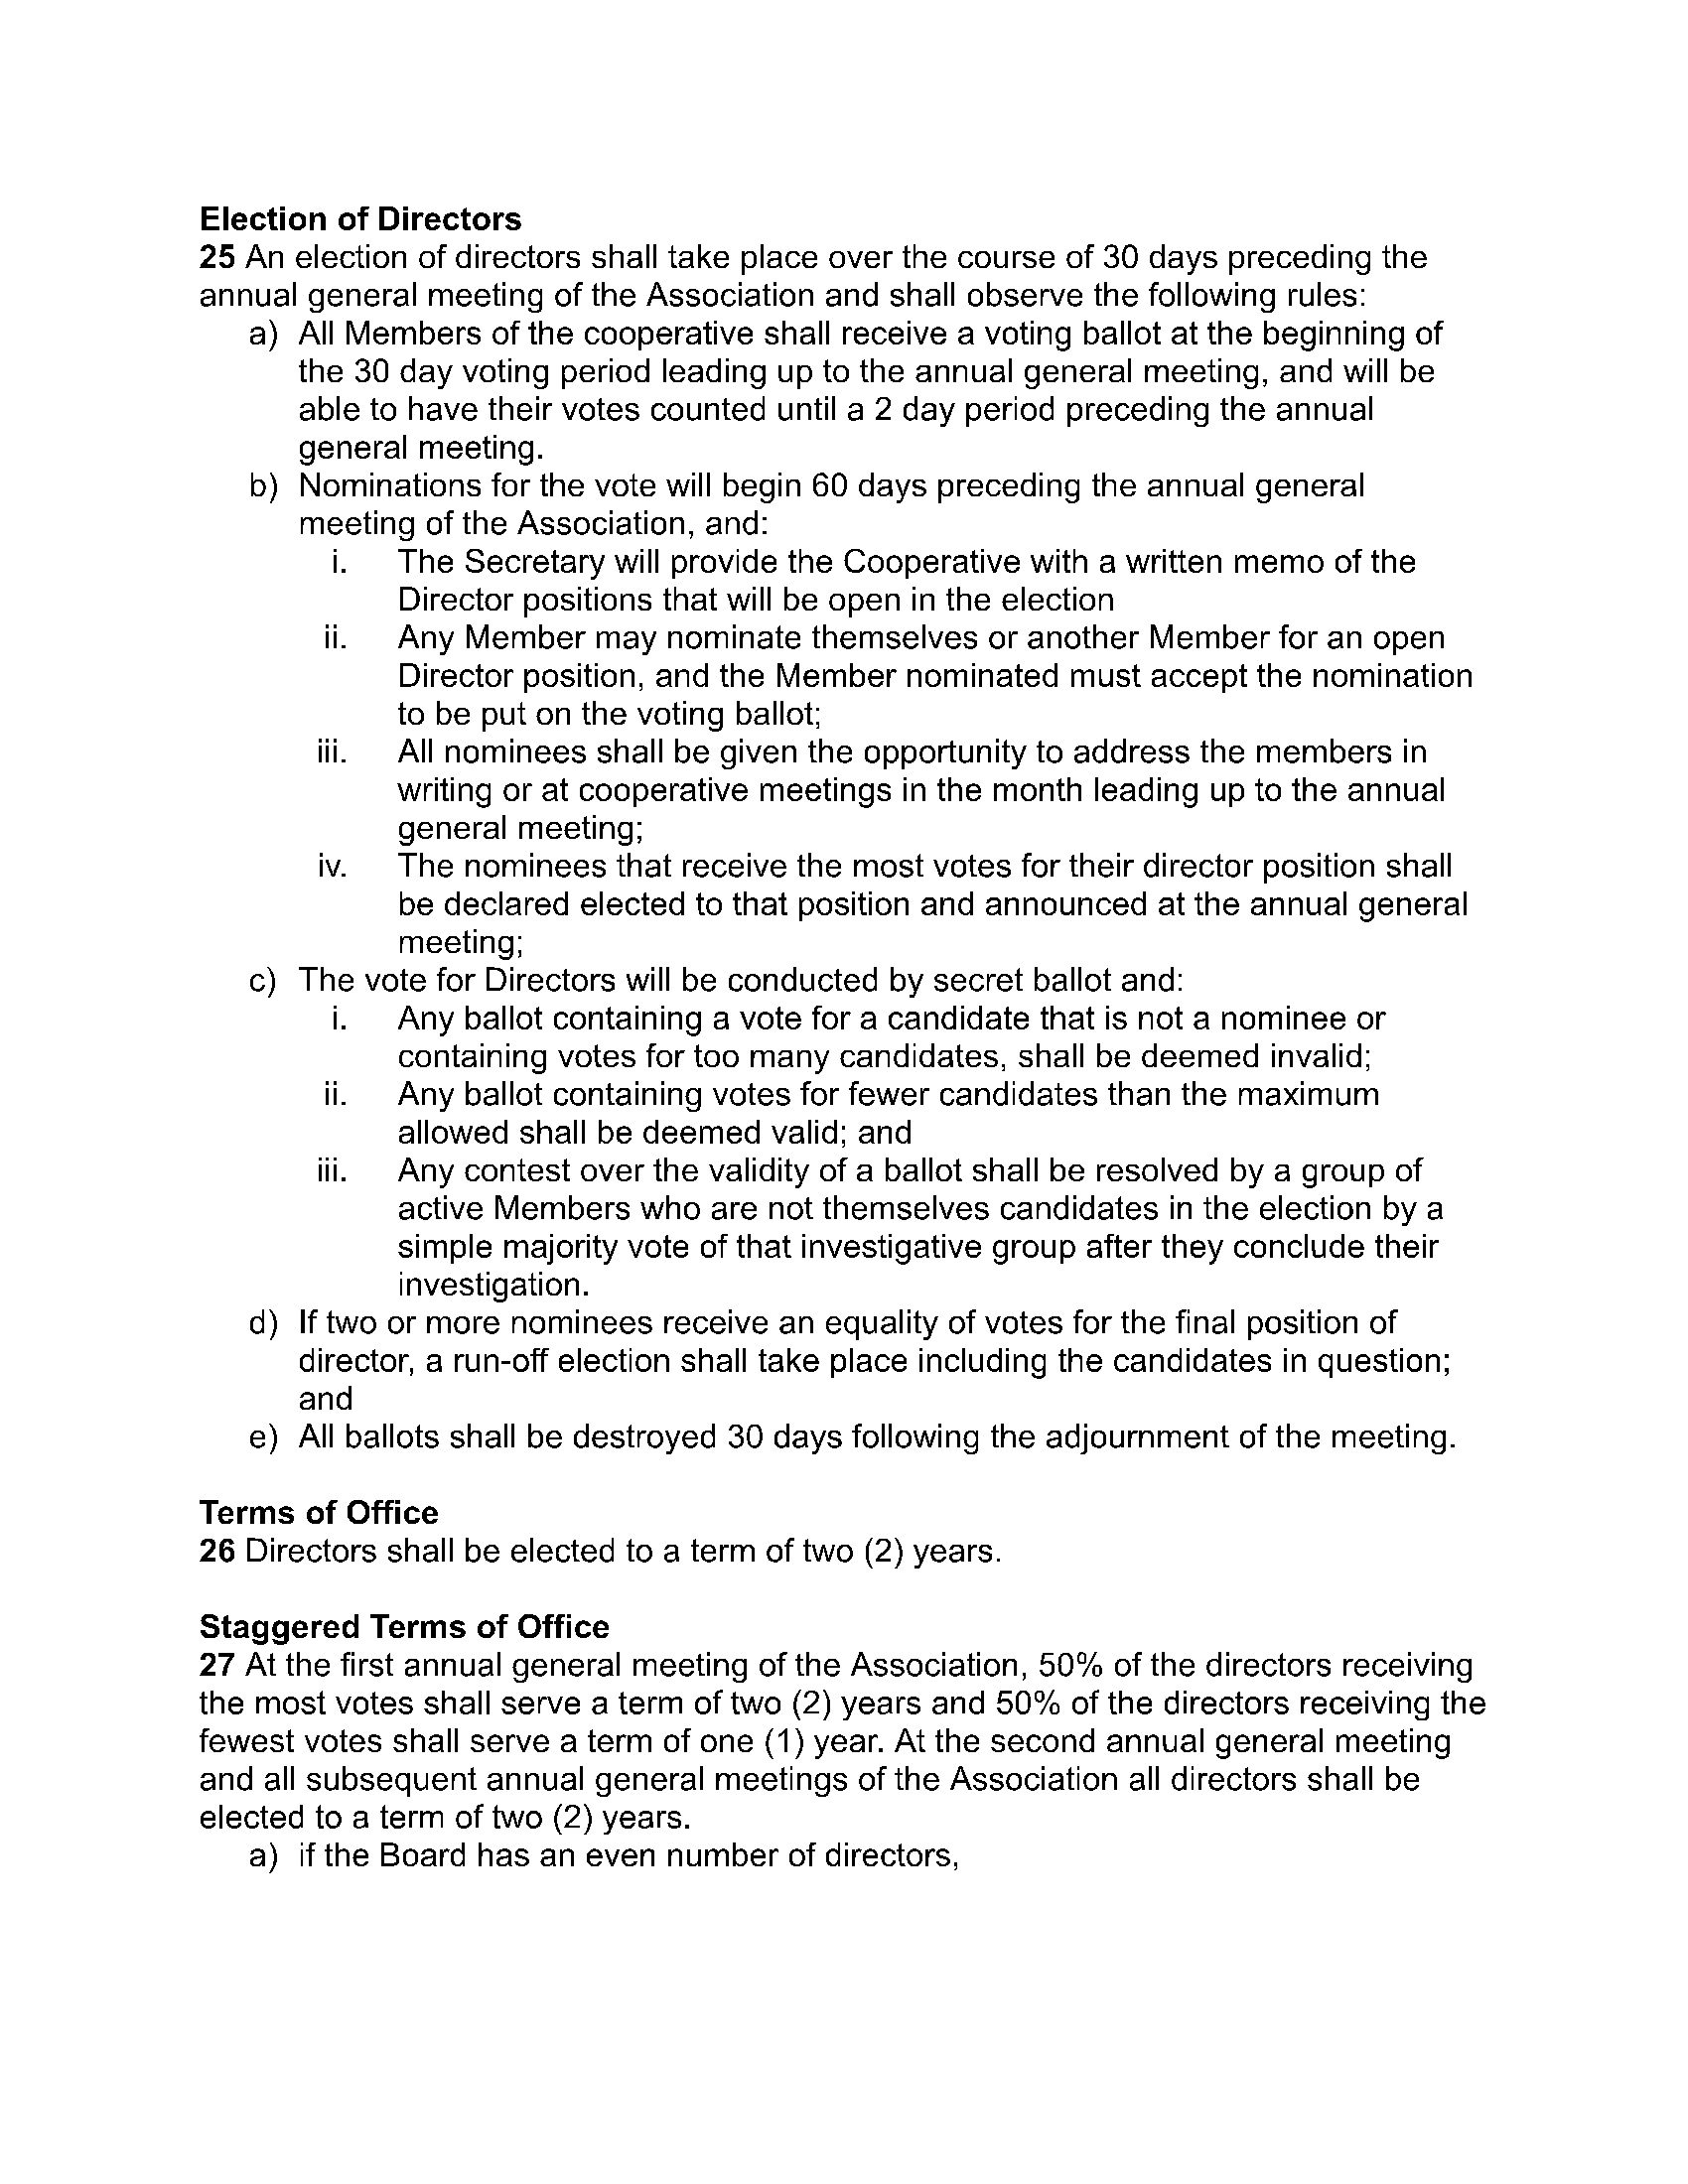 Election of Directors
25 An election of directors shall take place over the course of 30 days preceding the
annual general meeting of the Association and shall observe the following rules:
a) All Members of the cooperative shall receive a voting ballot at the beginning of
the 30 day voting period leading up to the annual general meeting, and will be
able to have their votes counted until a 2 day period preceding the annual
general meeting.
b) Nominations for the vote will begin 60 days preceding the annual general
meeting of the Association, and:
i. The Secretary will provide the Cooperative with a written memo of the
Director positions that will be open in the election
ii. Any Member may nominate themselves or another Member for an open
Director position, and the Member nominated must accept the nomination
to be put on the voting ballot;
iii. All nominees shall be given the opportunity to address the members in
writing or at cooperative meetings in the month leading up to the annual
general meeting;
iv. The nominees that receive the most votes for their director position shall
be declared elected to that position and announced at the annual general
meeting;
c) The vote for Directors will be conducted by secret ballot and:
i. Any ballot containing a vote for a candidate that is not a nominee or
containing votes for too many candidates, shall be deemed invalid;
ii. Any ballot containing votes for fewer candidates than the maximum
allowed shall be deemed valid; and
iii. Any contest over the validity of a ballot shall be resolved by a group of
active Members who are not themselves candidates in the election by a
simple majority vote of that investigative group after they conclude their
investigation.
d) If two or more nominees receive an equality of votes for the final position of
director, a run-off election shall take place including the candidates in question;
and
e) All ballots shall be destroyed 30 days following the adjournment of the meeting.
Terms of Office
26 Directors shall be elected to a term of two (2) years.
Staggered Terms of Office
27 At the first annual general meeting of the Association, 50% of the directors receiving
the most votes shall serve a term of two (2) years and 50% of the directors receiving the
fewest votes shall serve a term of one (1) year. At the second annual general meeting
and all subsequent annual general meetings of the Association all directors shall be
elected to a term of two (2) years.
a) if the Board has an even number of directors,